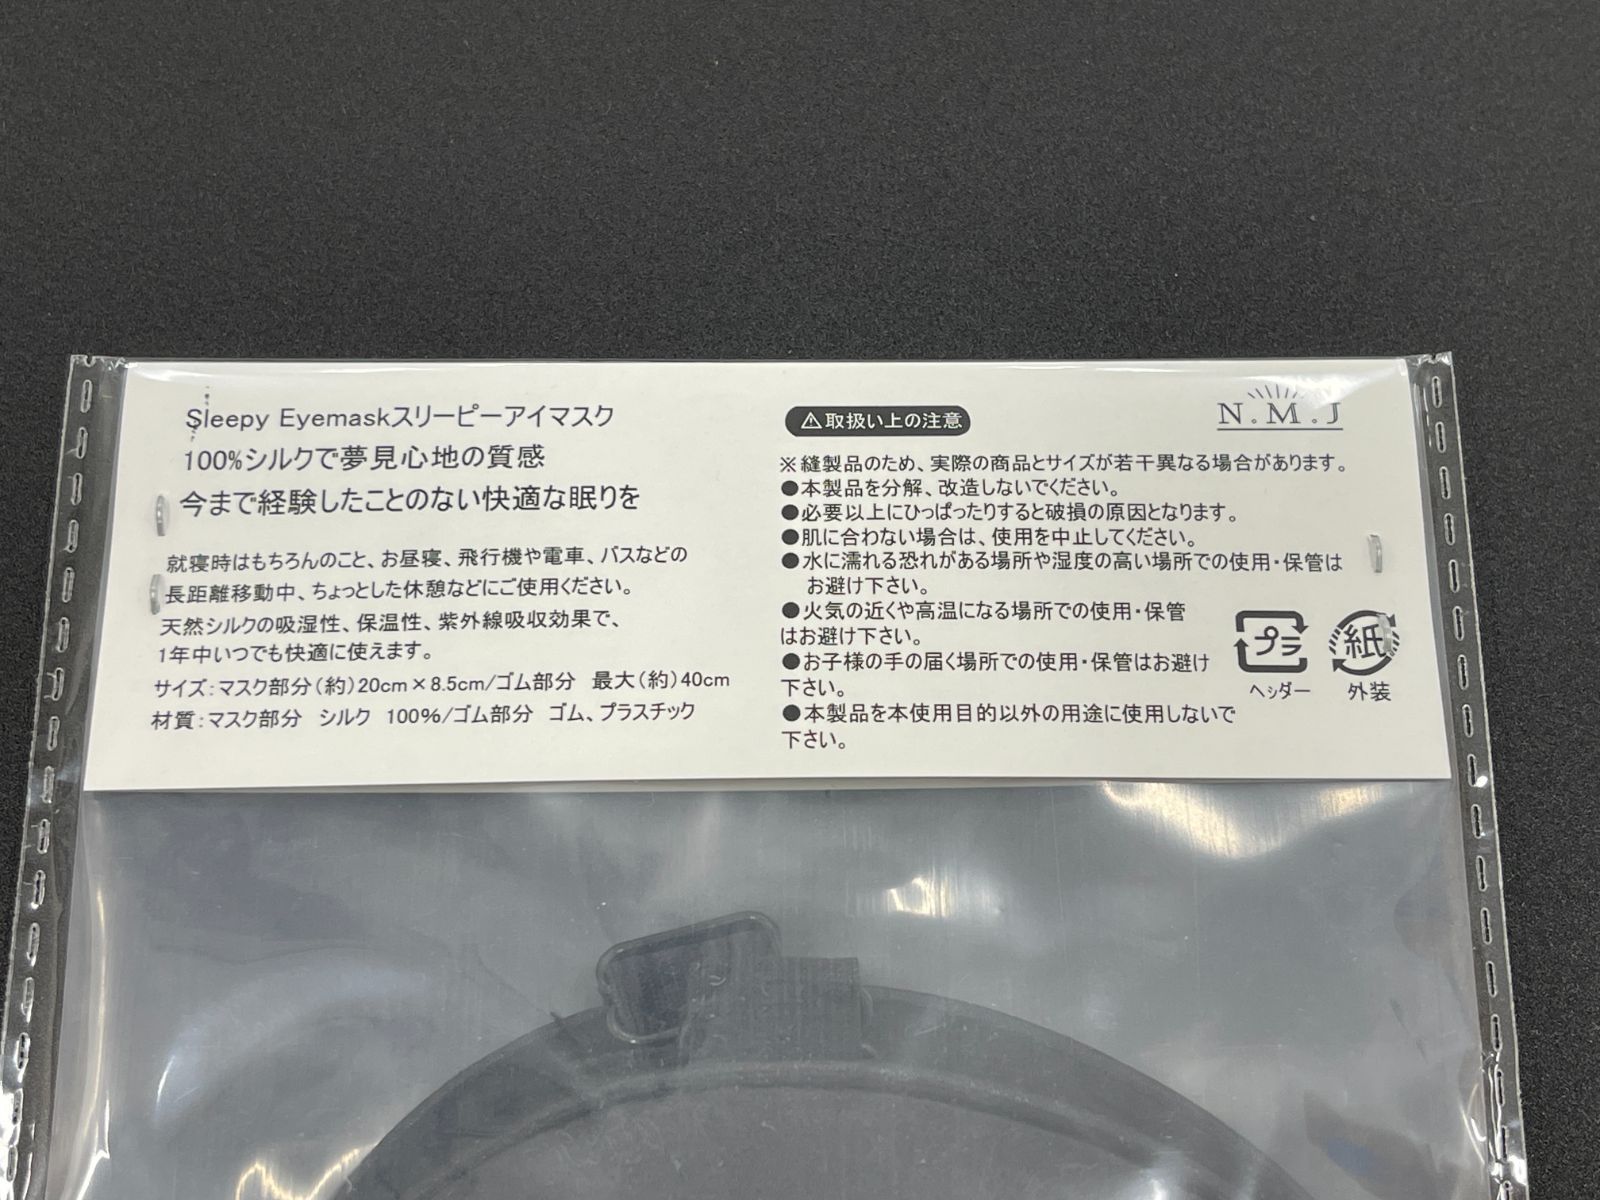 Sleepy Eyemaskスリーピーアイマスク
100%シルクで夢見心地の質感
今まで経験したことのない快適な眠りを
就寝時はもちろんのこと、お昼寝、飛行機や電車、バスなどの
長距離移動中、ちょっとした休憩などにご使用ください。
天然シルクの吸湿性、保温性、紫外線吸収効果で、
1年中いつでも快適に使えます。
サイズ:マスク部分(約)20cm×8.5cm/ゴム部分 最大(約)40cm
材質:マスク部分 シルク 100%/ゴム部分 ゴム、プラスチック
⚠取扱い上の注意
N.M.J
※縫製品のため、実際の商品とサイズが若干異なる場合があります。
●本製品を分解、改造しないでください。
●必要以上にひっぱったりすると破損の原因となります。
●肌に合わない場合は、使用を中止してください。
●水に濡れる恐れがある場所や湿度の高い場所での使用・保管は
お避け下さい。
●火気の近くや高温になる場所での使用・保管
はお避け下さい。
●お子様の手の届く場所での使用・保管はお避け
下さい。
●本製品を本使用目的以外の用途に使用しないで
下さい。
プラ
ヘッダー
紙
外装